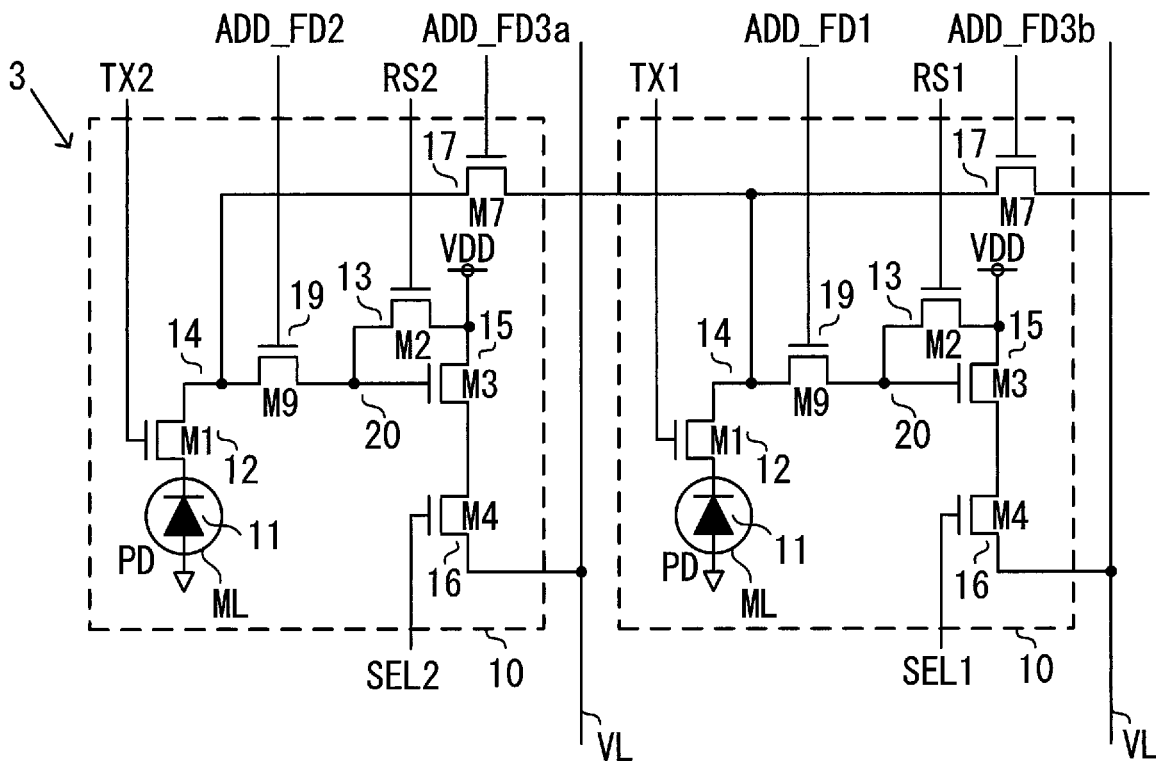 ADD_FD2 ADD_FD3a ADD_FD1 ADD_FD3b
3 TX2 RS2 TX1 RS1
17 17
M7 M7
VDD VDD
13 13
19 19
15 15
14 M2 14 M2
M3 M3
M9 M9
20 20
M1 M1
12 12
M4 M4
11 11
PD PD
16 16
ML ML
SEL2 10 SEL1 10
VL VL